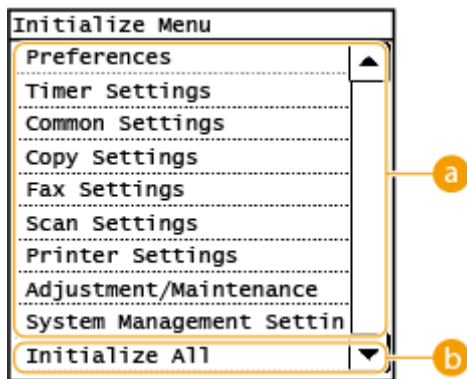 Initialize Menu
Preferences
Timer Settings
Common Settings
Copy Settings
Fax Settings
Scan Settings
Printer Settings
Adjustment/Maintenance
System Management Settin
Initialize All
a
b